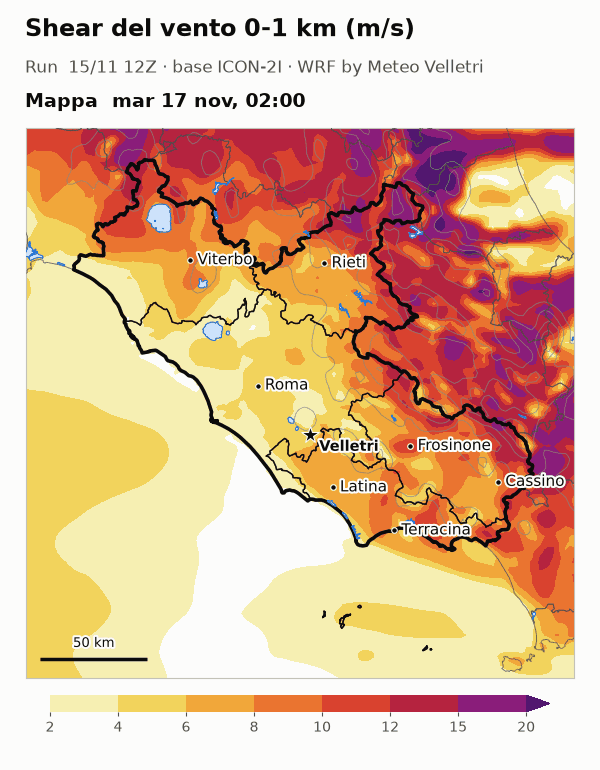 Shear del vento 0-1 km (m/s)
Run  15/11 12Z · base ICON-2I · WRF by Meteo Velletri
Mappa  mar 17 nov, 02:00
Viterbo
Rieti
Roma
Velletri
Frosinone
Latina
Cassino
Terracina
50 km
2 4 6 8 10 12 15 20